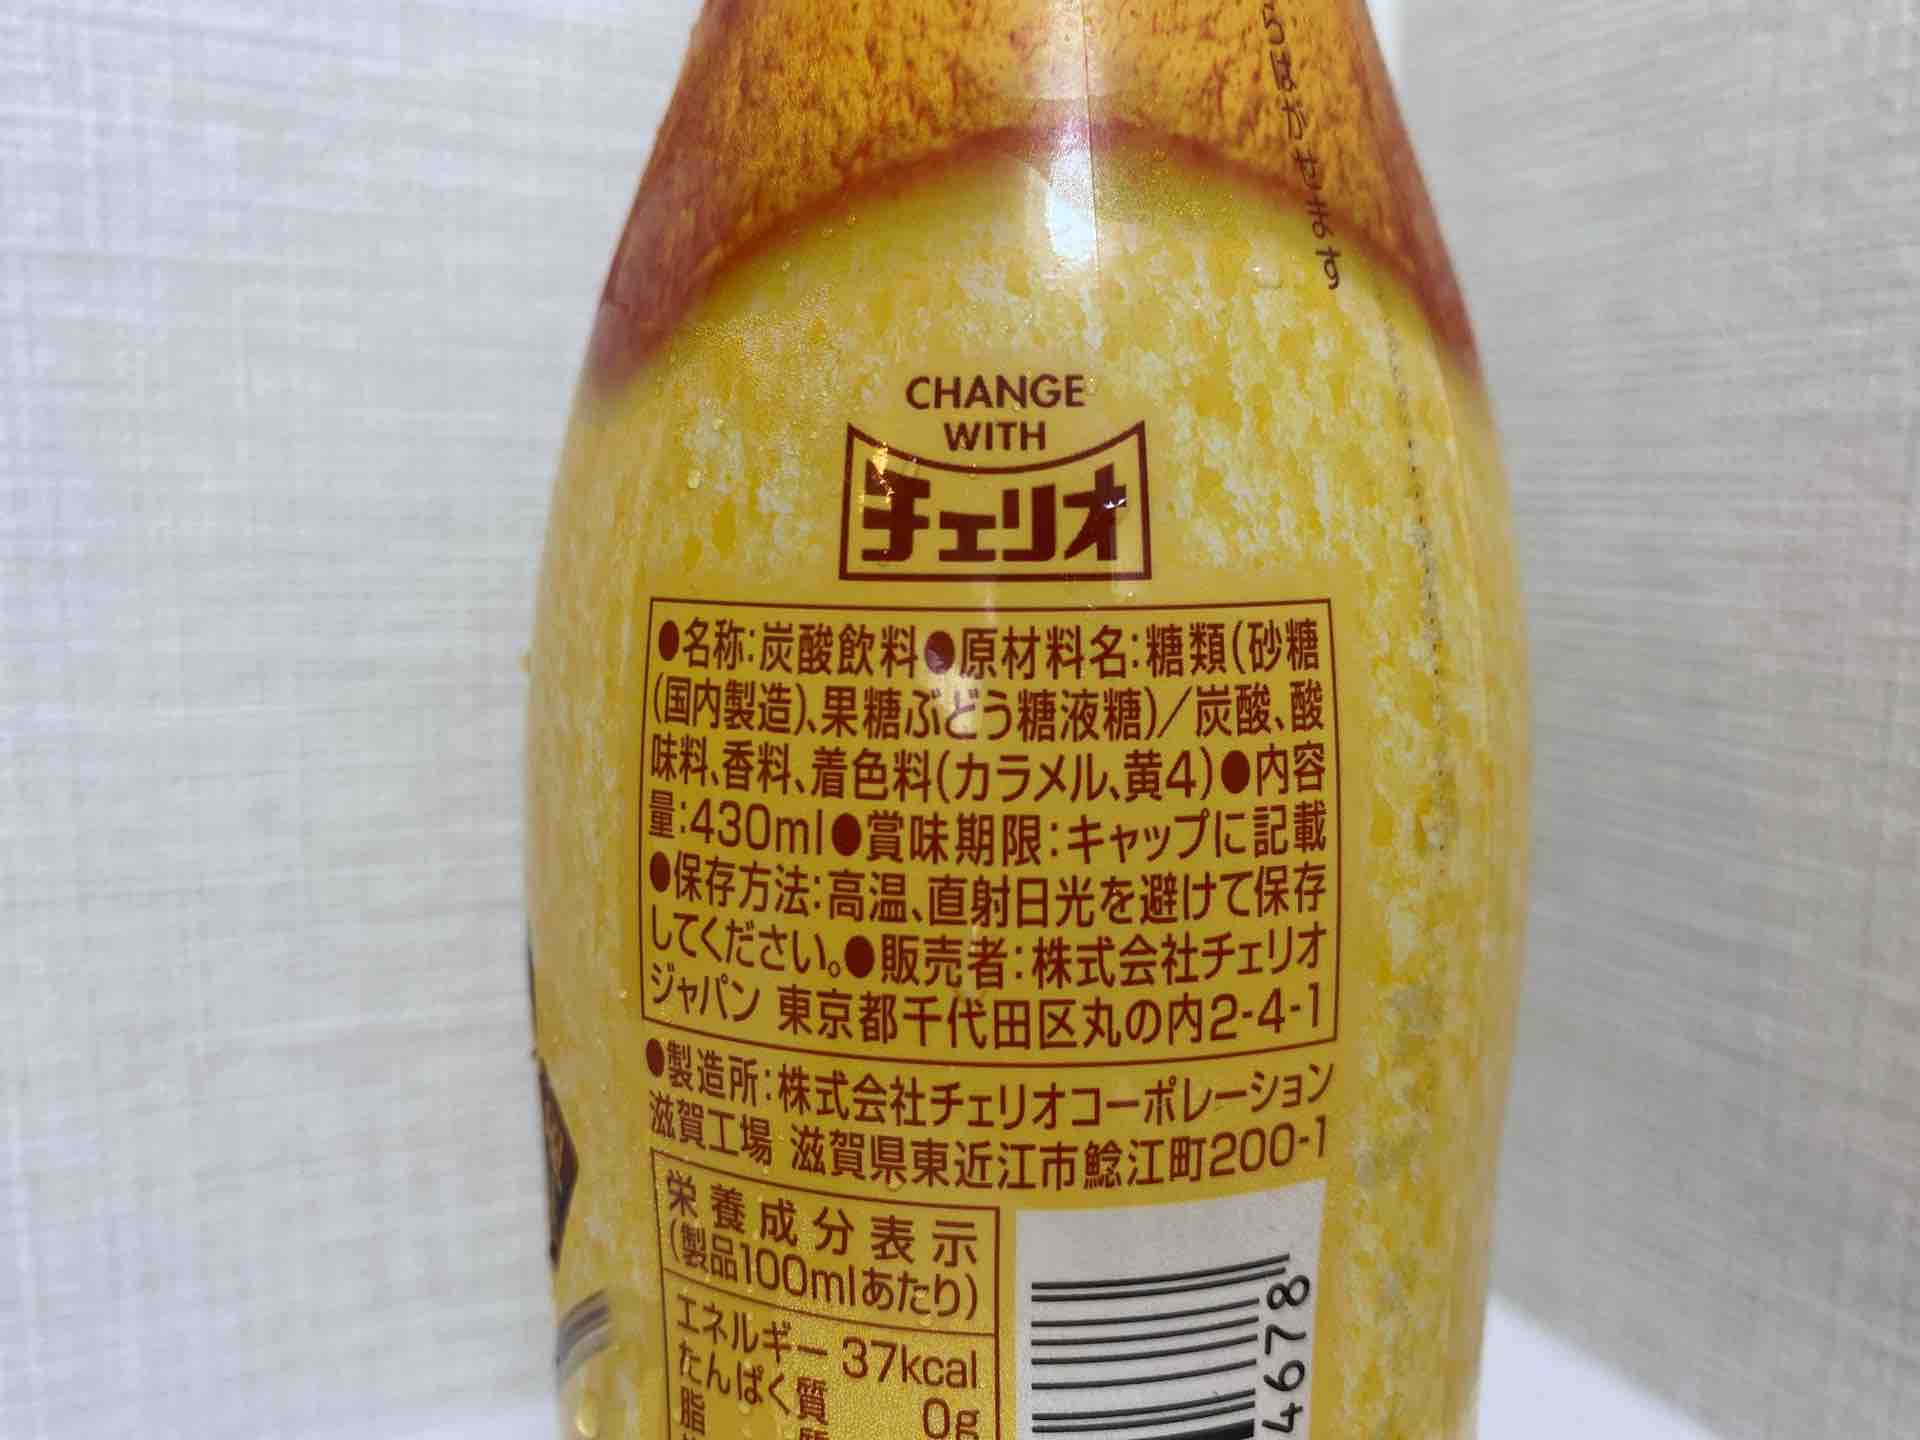 はがせます
CHANGE
WITH
チェリオ
●名称:炭酸飲料●原材料名:糖類(砂糖
(国内製造)、果糖ぶどう糖液糖)/炭酸、酸
味料、香料、着色料(カラメル、黄4)●内容
量:430ml●賞味期限:キャップに記載
●保存方法:高温、直射日光を避けて保存
してください。●販売者:株式会社チェリオ
ジャパン 東京都千代田区丸の内2-4-1
●製造所:株式会社チェリオコーポレーション
滋賀工場 滋賀県東近江市鯰江町200-1
栄養成分表示
(製品100mlあたり)
エネルギー 37kcal
たんぱく質 0g
脂
4678